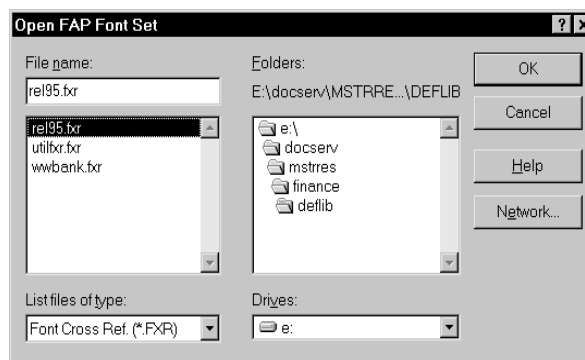 Open FAP Font Set
File name:
rel95.fxr
rel95.fxr
utilfxr.fxr
wwbank.fxr
List files of type:
Font Cross Ref. (*.FXR)
Folders:
E:\docserv\MSTRRE...\DEFLIB
e:\
docserv
mstrres
finance
deflib
Drives:
e:
OK
Cancel
Help
Network...